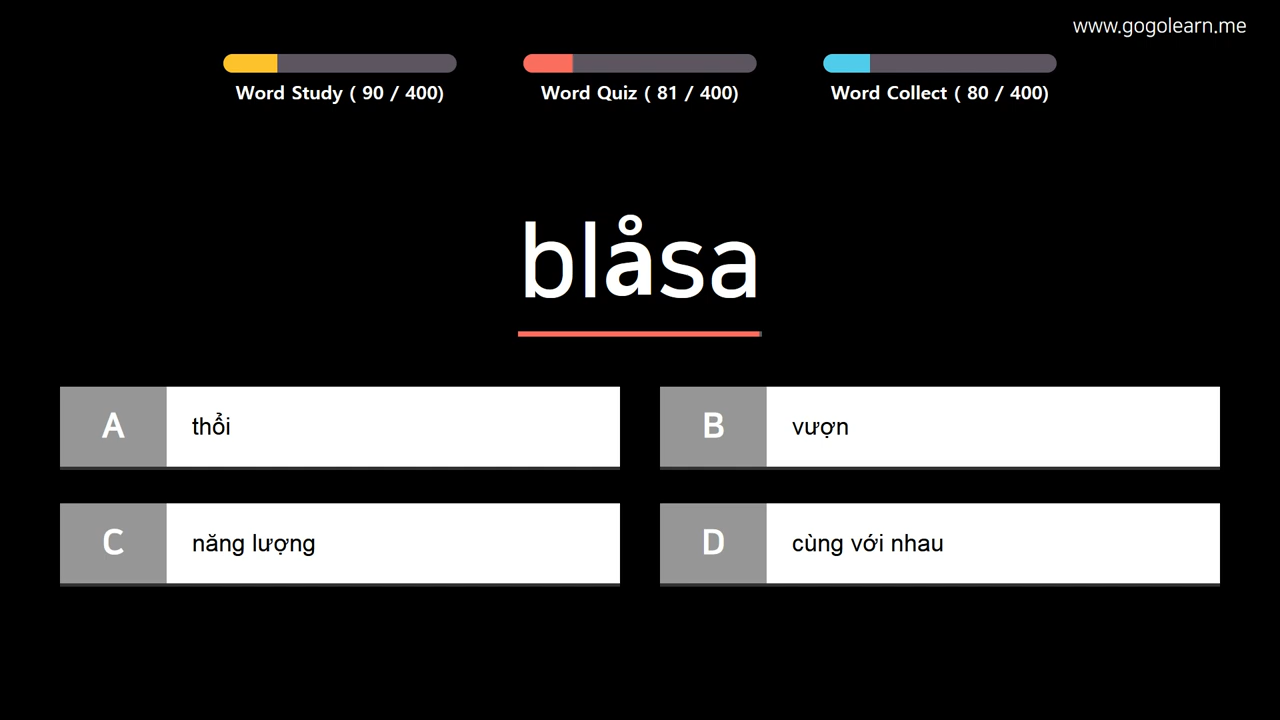 www.gogolearn.me
Word Study ( 90 / 400)
Word Quiz ( 81 / 400)
Word Collect ( 80 / 400)
blåsa
A thổi
B vượn
C năng lượng
D cùng với nhau